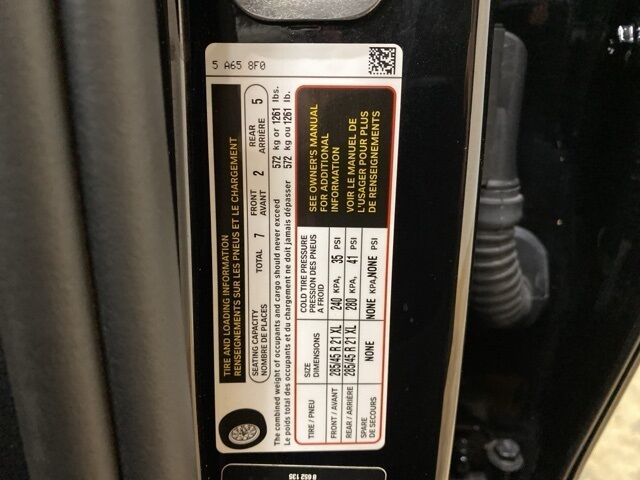 5 A65 8F0
TIRE AND LOADING INFORMATION
RENSEIGNEMENTS SUR LES PNEUS ET LE CHARGEMENT
SEATING CAPACITY
NOMBRE DE PLACES
TOTAL 7
FRONT
AVANT
2
REAR
ARRIÈRE
5
The combined weight of occupants and cargo should never exceed 572 kg or 1261 lbs.
Le poids total des occupants et du chargement ne doit jamais dépasser 572 kg ou 1261 lb.
TIRE / PNEU
SIZE
DIMENSIONS
COLD TIRE PRESSURE
PRESSION DES PNEUS
A FROID
FRONT / AVANT 285/45 R 21 XL 240 KPA, 35 PSI
REAR / ARRIÈRE 285/45 R 21 XL 280 KPA, 41 PSI
SPARE
DE SECOURS
NONE NONE KPA,NONE PSI
SEE OWNER'S MANUAL
FOR ADDITIONAL
INFORMATION
VOIR LE MANUEL DE
L'USAGER POUR PLUS
DE RENSEIGNEMENTS
8 652 135